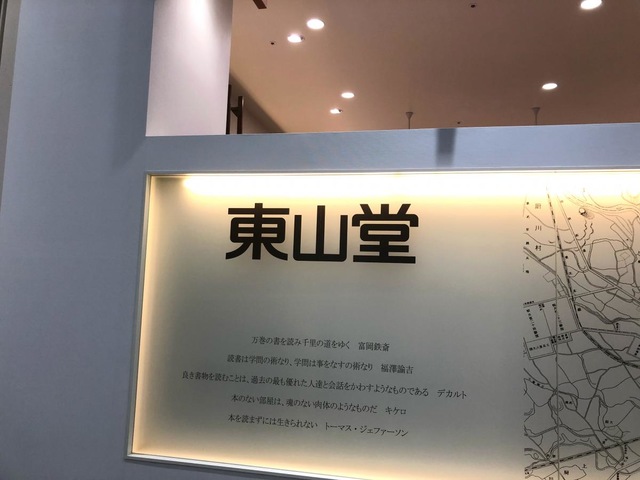 東山堂
万巻の書を読み千里の道をゆく　富岡鉄斎
読書は学問の術なり、学問は事をなすの術なり　福澤諭吉
良き書物を読むことは、過去の最も優れた人達と会話をかわすようなものである　デカルト
本のない部屋は、魂のない肉体のようなものだ　キケロ
本を読まずには生きられない　トーマス・ジェファーソン
川村